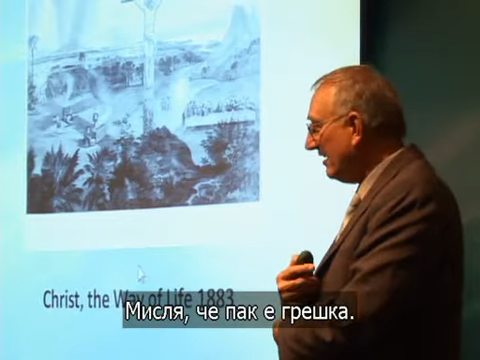 Christ, the Way of Life 1883
Мисля, че пак е грешка.